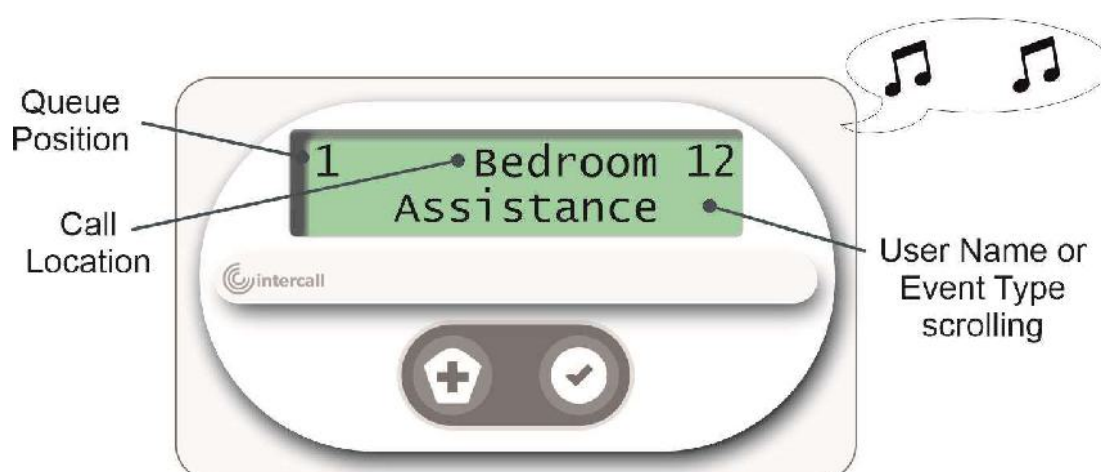 Queue
Position
1 Bedroom 12
Assistance
Call
Location
User Name or
Event Type
scrolling
intercall